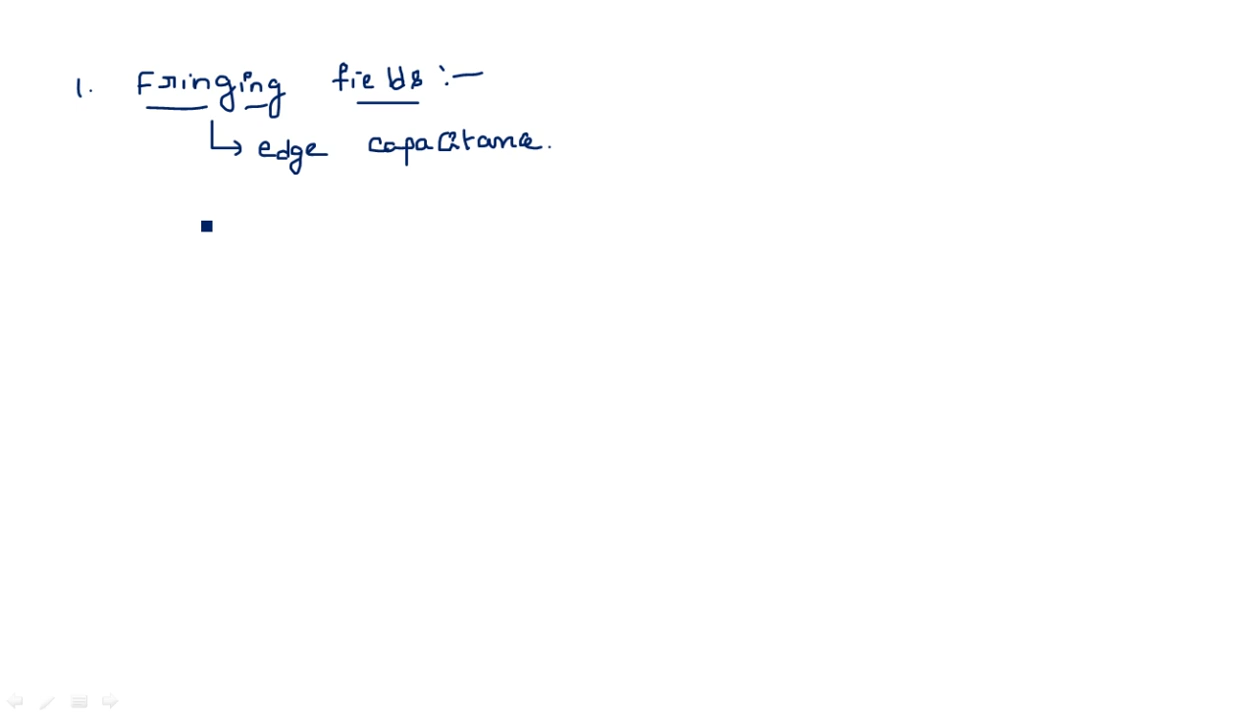 1. Fringing fields :-
↳ edge capacitance.